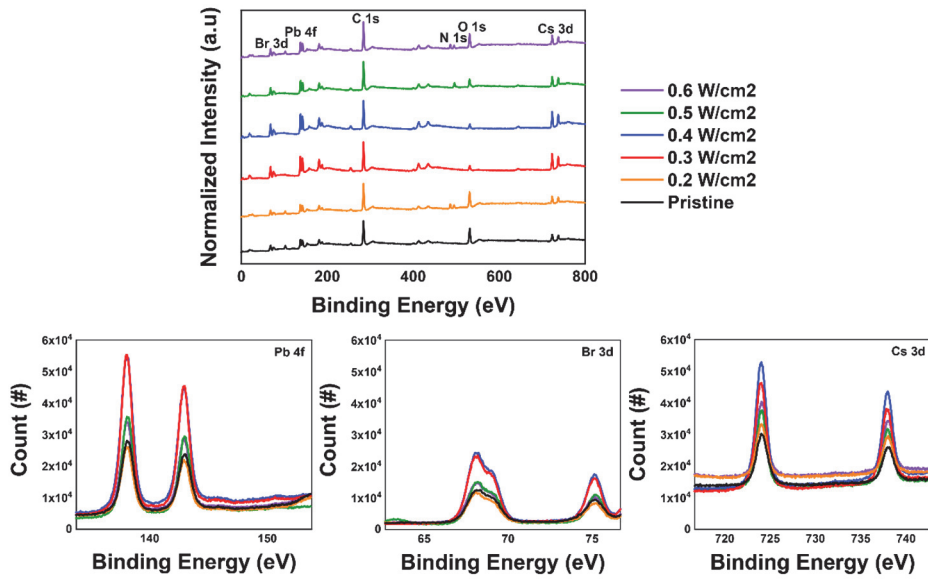 Normalized Intensity (a.u)
Br 3d
Pb 4f
C 1s
N 1s
O 1s
Cs 3d
0 200 400 600 800
Binding Energy (eV)
0.6 W/cm2
0.5 W/cm2
0.4 W/cm2
0.3 W/cm2
0.2 W/cm2
Pristine
Count (#)
6x10⁴
5x10⁴
4x10⁴
3x10⁴
2x10⁴
1x10⁴
0
Pb 4f
140 150
Binding Energy (eV)
Count (#)
6x10⁴
5x10⁴
4x10⁴
3x10⁴
2x10⁴
1x10⁴
0
Br 3d
65 70 75
Binding Energy (eV)
Count (#)
6x10⁴
5x10⁴
4x10⁴
3x10⁴
2x10⁴
1x10⁴
0
Cs 3d
720 725 730 735 740
Binding Energy (eV)